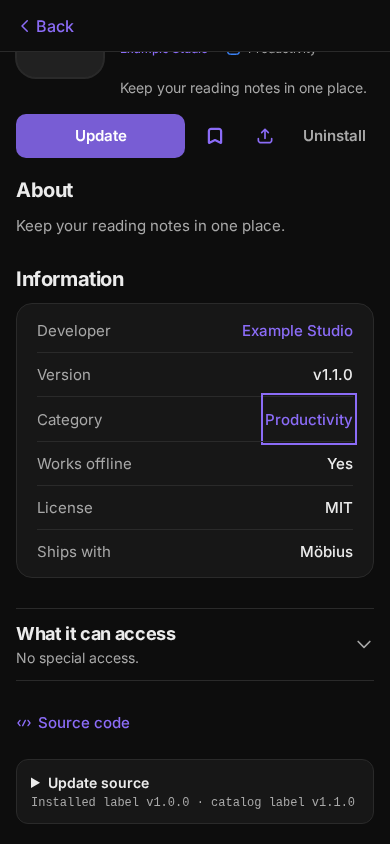 Back
Example Studio Productivity
Keep your reading notes in one place.
Update Uninstall
About
Keep your reading notes in one place.
Information
Developer Example Studio
Version v1.1.0
Category Productivity
Works offline Yes
License MIT
Ships with Möbius
What it can access
No special access.
Source code
Update source
Installed label v1.0.0 · catalog label v1.1.0